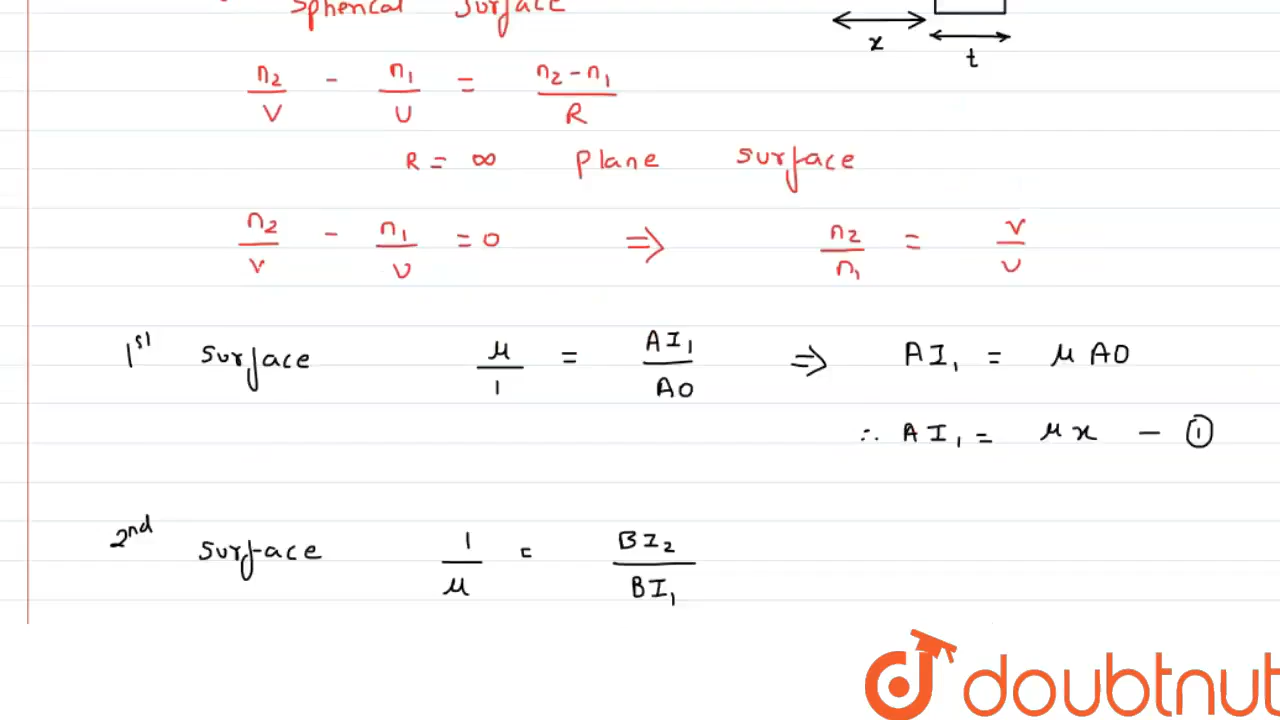 Spherical surface
x
t
n₂/V - n₁/U = n₂-n₁/R
R = ∞ plane surface
n₂/v - n₁/u = 0 ⇒ n₂/n₁ = v/u
1st surface μ/1 = AI₁/AO ⇒ AI₁ = μ AO
∴ AI₁ = μx - ①
2nd surface 1/μ = BI₂/BI₁
doubtnut